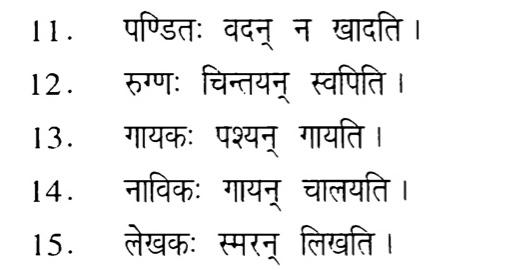 11. पण्डितः वदन् न खादति ।
12. रुग्णः चिन्तयन् स्वपिति ।
13. गायकः पश्यन् गायति ।
14. नाविकः गायन् चालयति ।
15. लेखकः स्मरन् लिखति ।